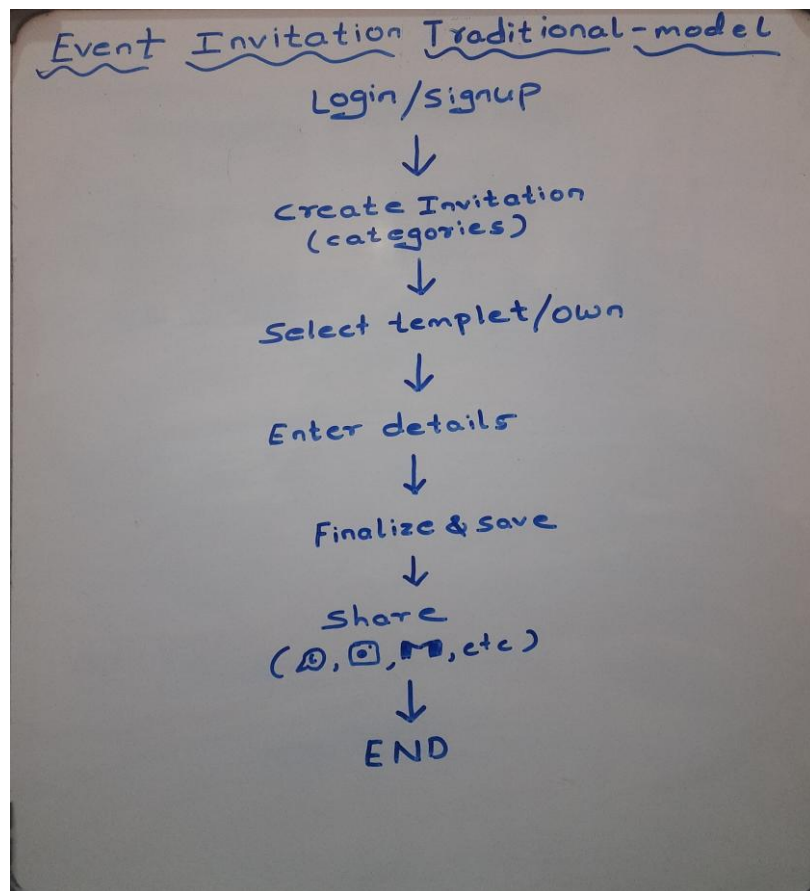 Event Invitation Traditional-model
Login/signup
↓
Create Invitation
(categories)
↓
Select templet/own
↓
Enter details
↓
Finalize & save
↓
Share
( , , , etc)
↓
END